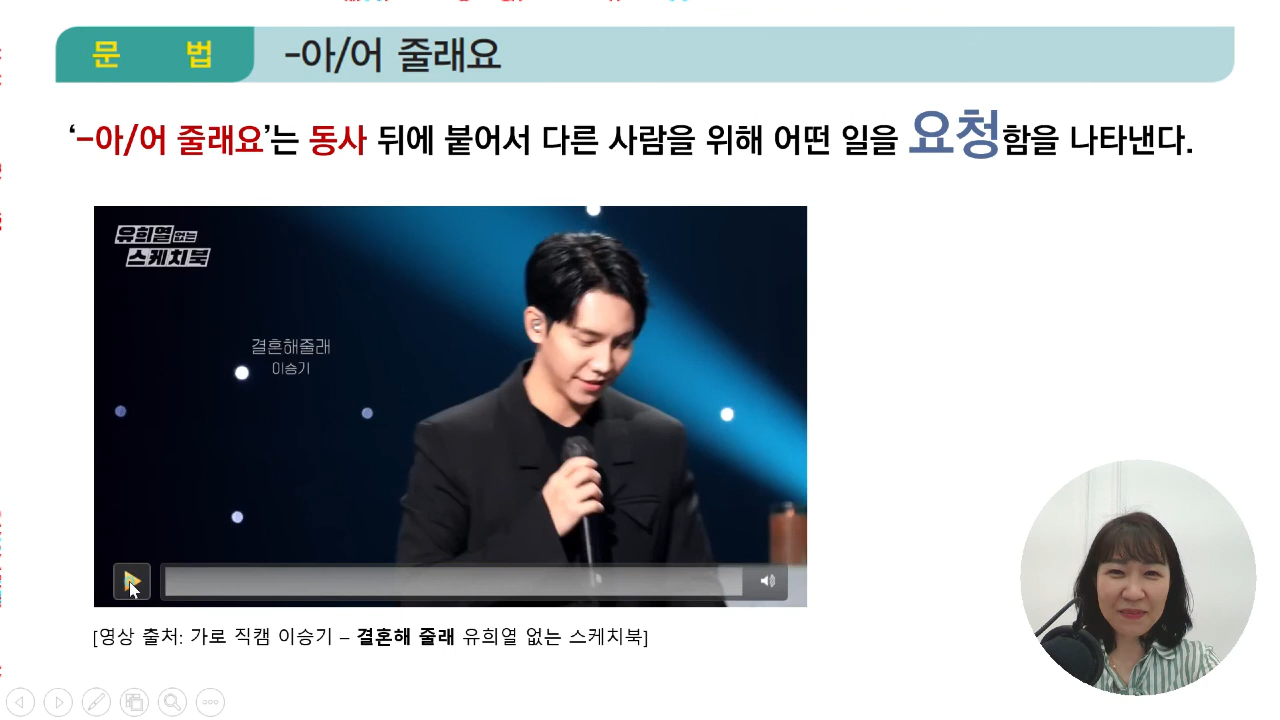 문 법 -아/어 줄래요
‘-아/어 줄래요’는 동사 뒤에 붙어서 다른 사람을 위해 어떤 일을 요청함을 나타낸다.
유희열없는
스케치북
결혼해줄래
이승기
[영상 출처: 가로 직캠 이승기 – 결혼해 줄래 유희열 없는 스케치북]